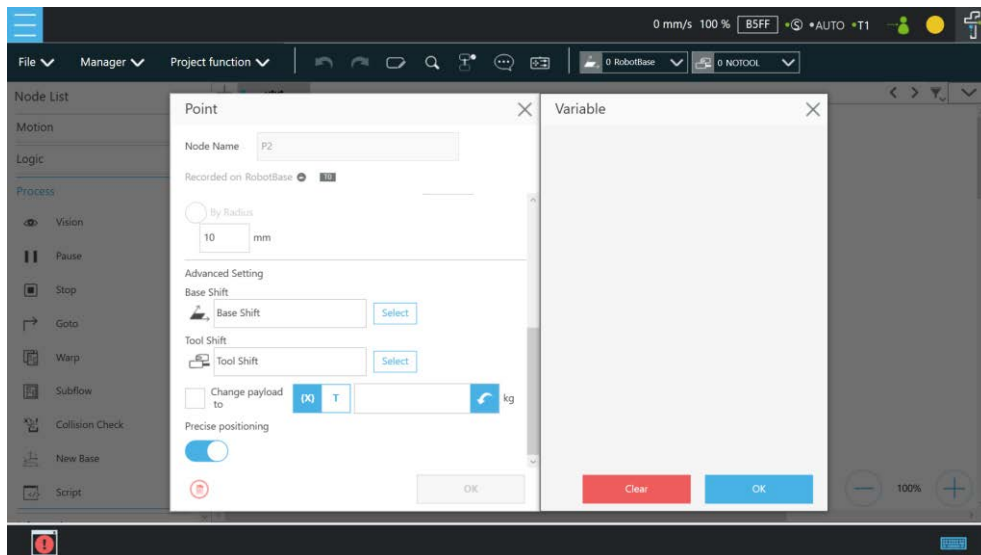 0 mm/s 100 % B5FF •Ⓢ •AUTO •T1
File Manager Project function 0 RobotBase 0 NOTOOL
Node List
Motion
Logic
Process
Vision
Pause
Stop
Goto
Warp
Subflow
Collision Check
New Base
Script
Point
Node Name P2
Recorded on RobotBase T0
By Radius
10 mm
Advanced Setting
Base Shift
Base Shift Select
Tool Shift
Tool Shift Select
Change payload
to
(X) T kg
Precise positioning
OK
Variable
Clear OK
100%